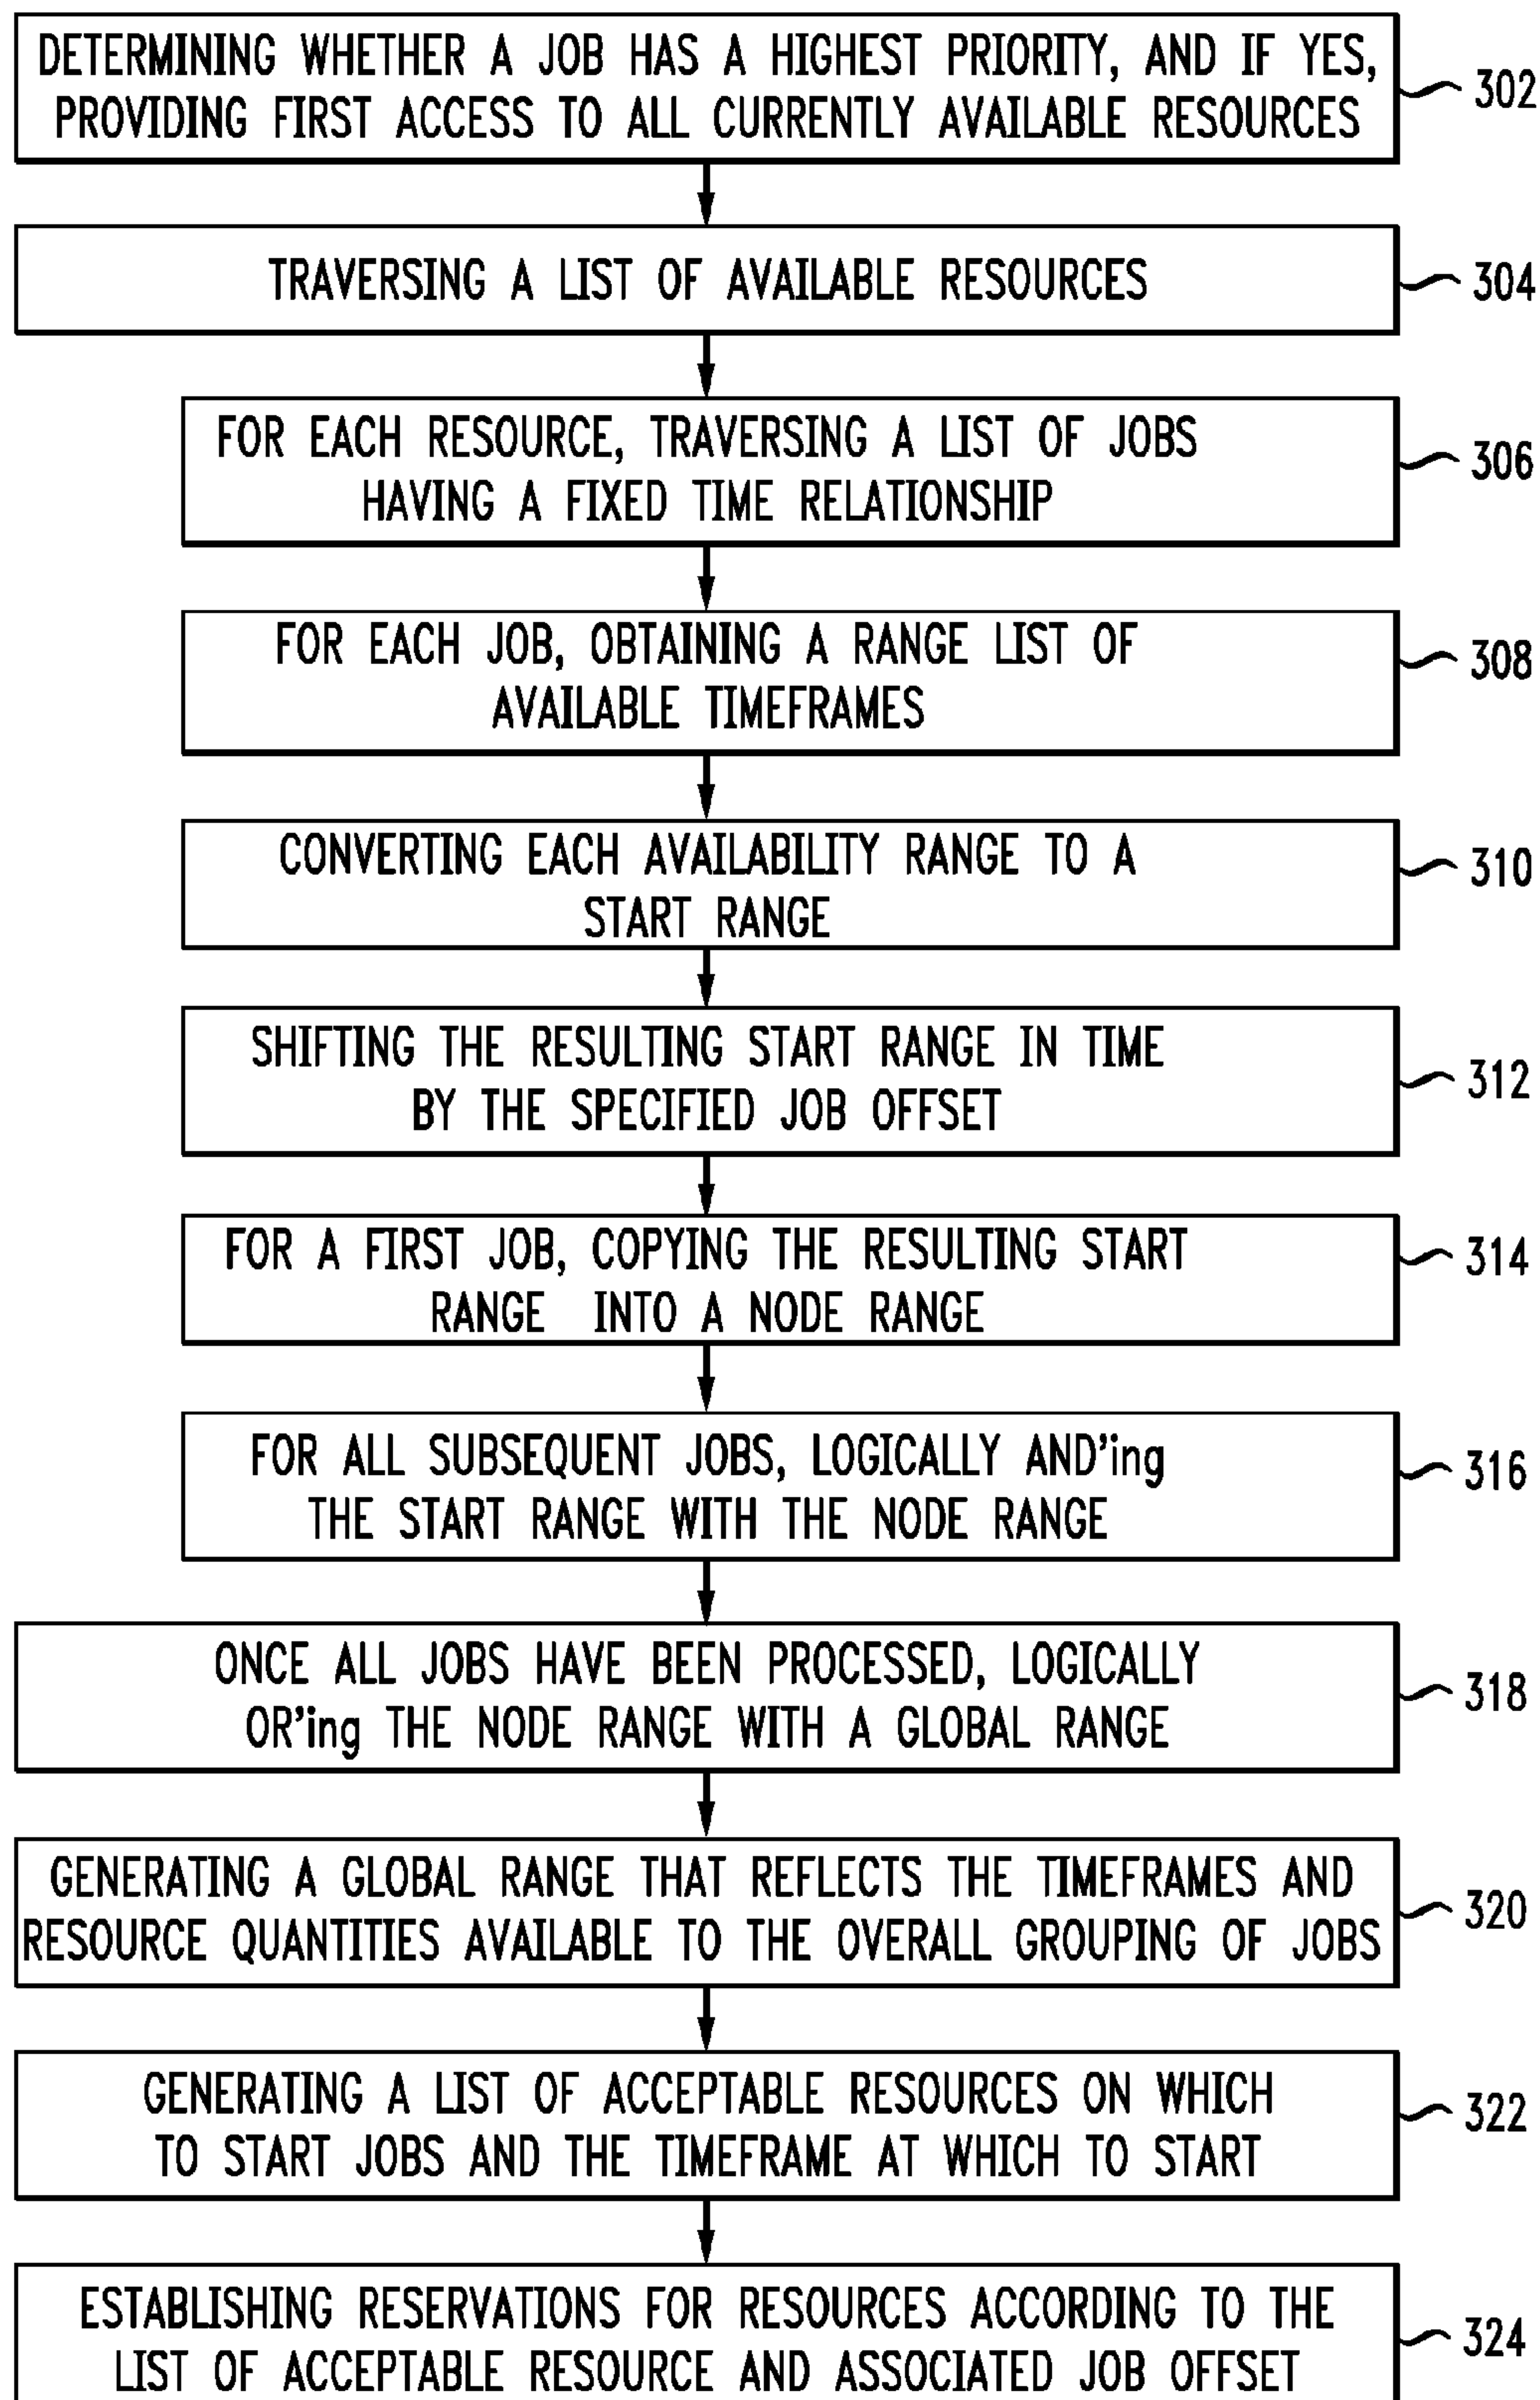 DETERMINING WHETHER A JOB HAS A HIGHEST PRIORITY, AND IF YES,
PROVIDING FIRST ACCESS TO ALL CURRENTLY AVAILABLE RESOURCES
302
TRAVERSING A LIST OF AVAILABLE RESOURCES
304
FOR EACH RESOURCE, TRAVERSING A LIST OF JOBS
HAVING A FIXED TIME RELATIONSHIP
306
FOR EACH JOB, OBTAINING A RANGE LIST OF
AVAILABLE TIMEFRAMES
308
CONVERTING EACH AVAILABILITY RANGE TO A
START RANGE
310
SHIFTING THE RESULTING START RANGE IN TIME
BY THE SPECIFIED JOB OFFSET
312
FOR A FIRST JOB, COPYING THE RESULTING START
RANGE INTO A NODE RANGE
314
FOR ALL SUBSEQUENT JOBS, LOGICALLY AND'ing
THE START RANGE WITH THE NODE RANGE
316
ONCE ALL JOBS HAVE BEEN PROCESSED, LOGICALLY
OR'ing THE NODE RANGE WITH A GLOBAL RANGE
318
GENERATING A GLOBAL RANGE THAT REFLECTS THE TIMEFRAMES AND
RESOURCE QUANTITIES AVAILABLE TO THE OVERALL GROUPING OF JOBS
320
GENERATING A LIST OF ACCEPTABLE RESOURCES ON WHICH
TO START JOBS AND THE TIMEFRAME AT WHICH TO START
322
ESTABLISHING RESERVATIONS FOR RESOURCES ACCORDING TO THE
LIST OF ACCEPTABLE RESOURCE AND ASSOCIATED JOB OFFSET
324